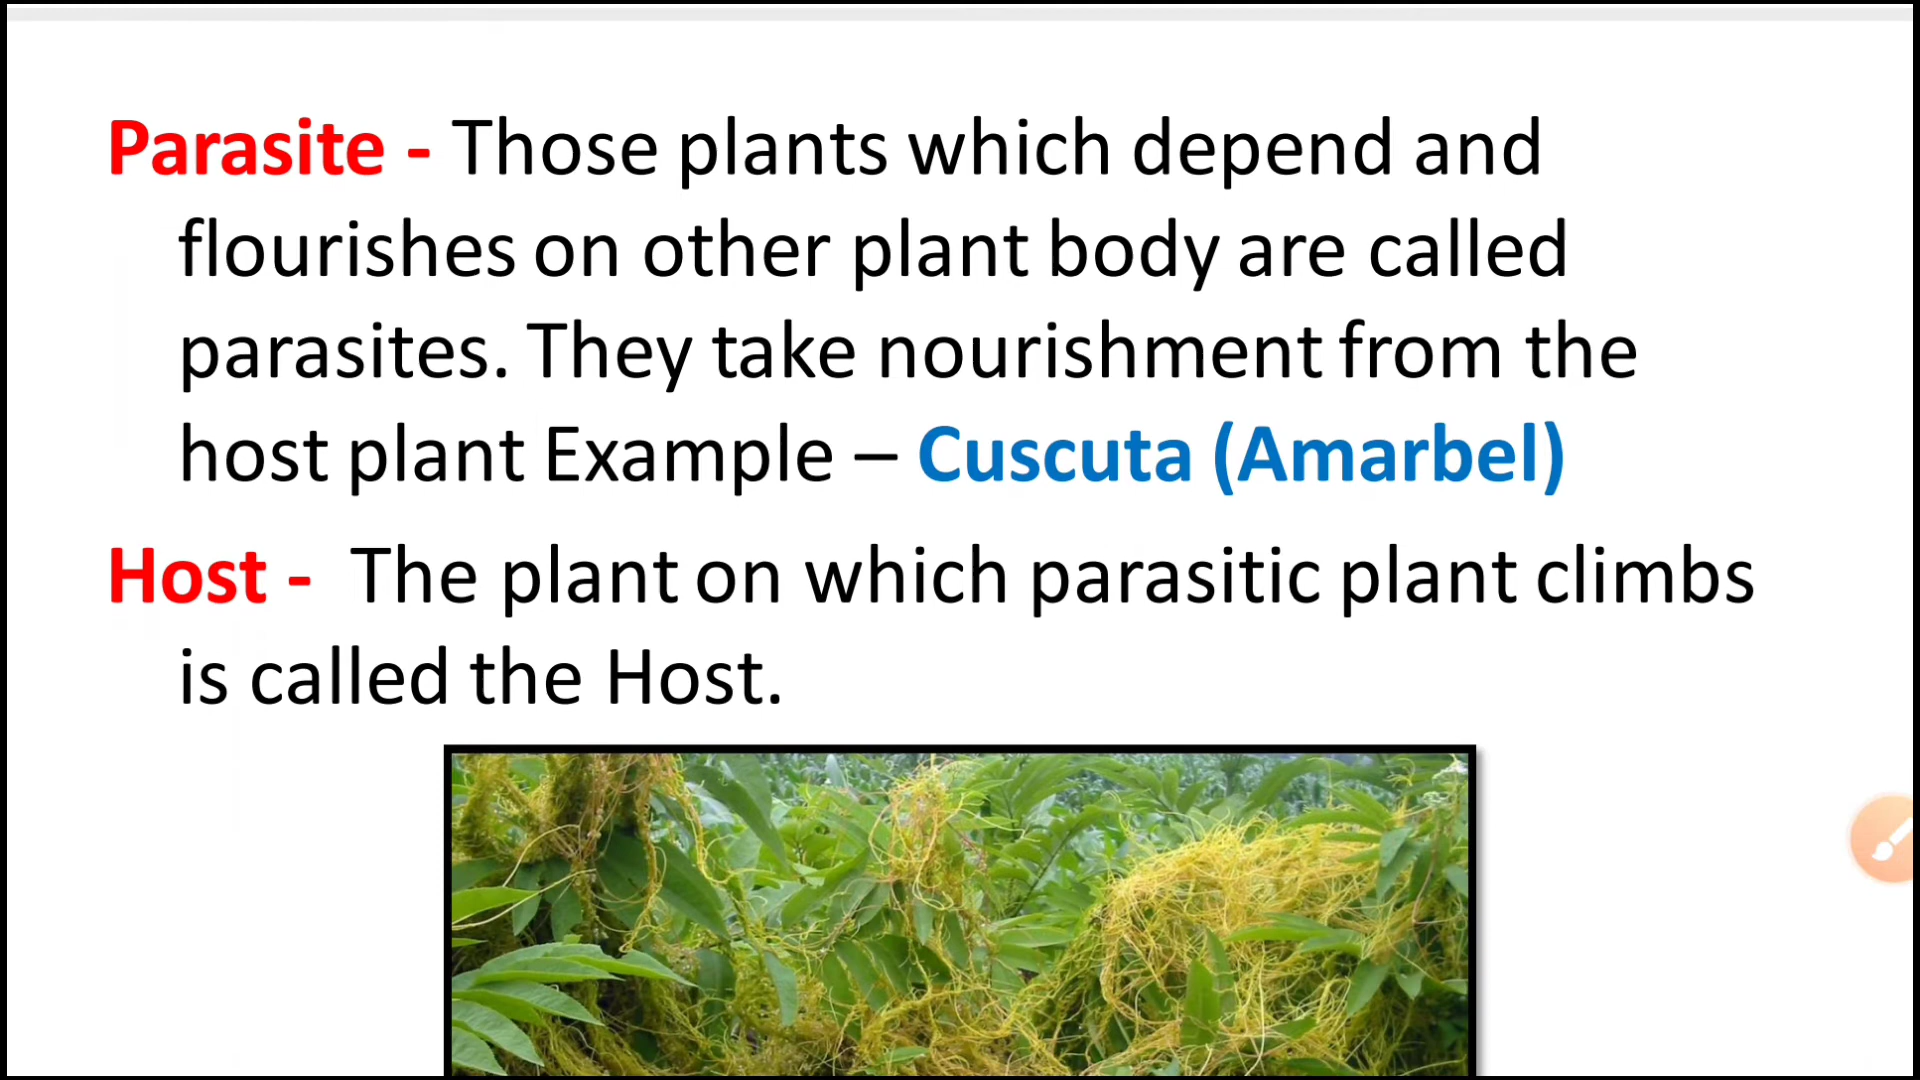 Parasite - Those plants which depend and
flourishes on other plant body are called
parasites. They take nourishment from the
host plant Example – Cuscuta (Amarbel)
Host - The plant on which parasitic plant climbs
is called the Host.